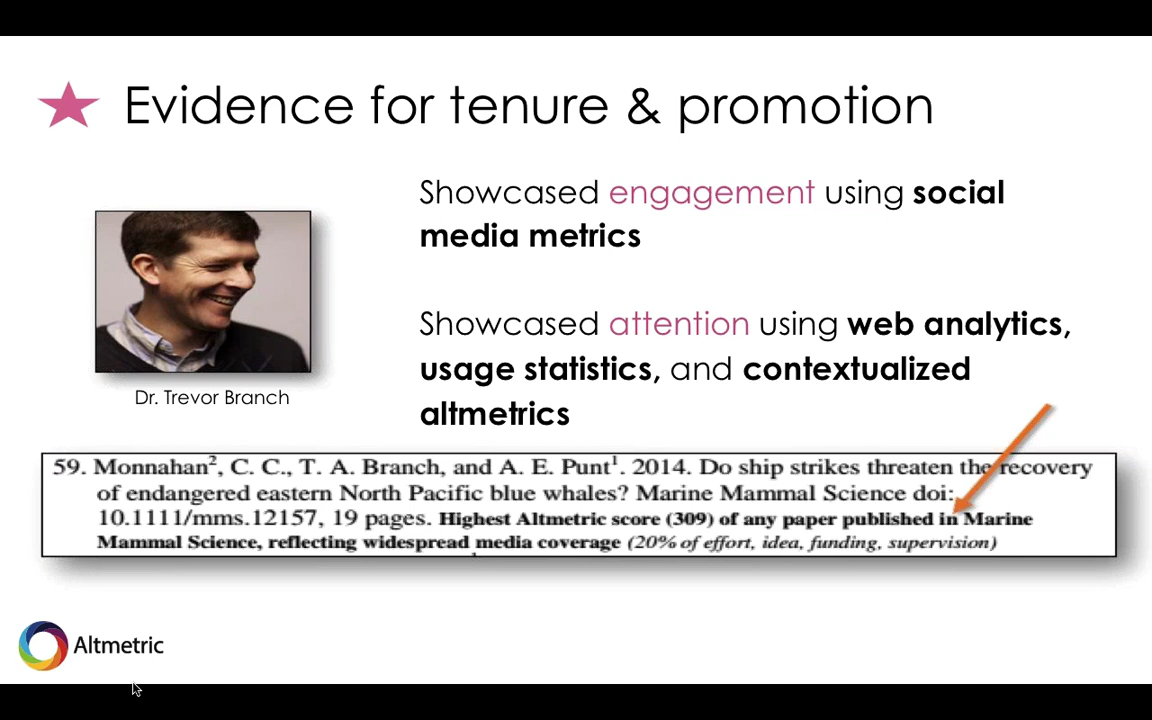 Evidence for tenure & promotion
Showcased engagement using social
media metrics
Showcased attention using web analytics,
usage statistics, and contextualized
altmetrics
Dr. Trevor Branch
59. Monnahan², C. C., T. A. Branch, and A. E. Punt¹. 2014. Do ship strikes threaten the recovery
of endangered eastern North Pacific blue whales? Marine Mammal Science doi:
10.1111/mms.12157, 19 pages. Highest Altmetric score (309) of any paper published in Marine
Mammal Science, reflecting widespread media coverage (20% of effort, idea, funding, supervision)
Altmetric